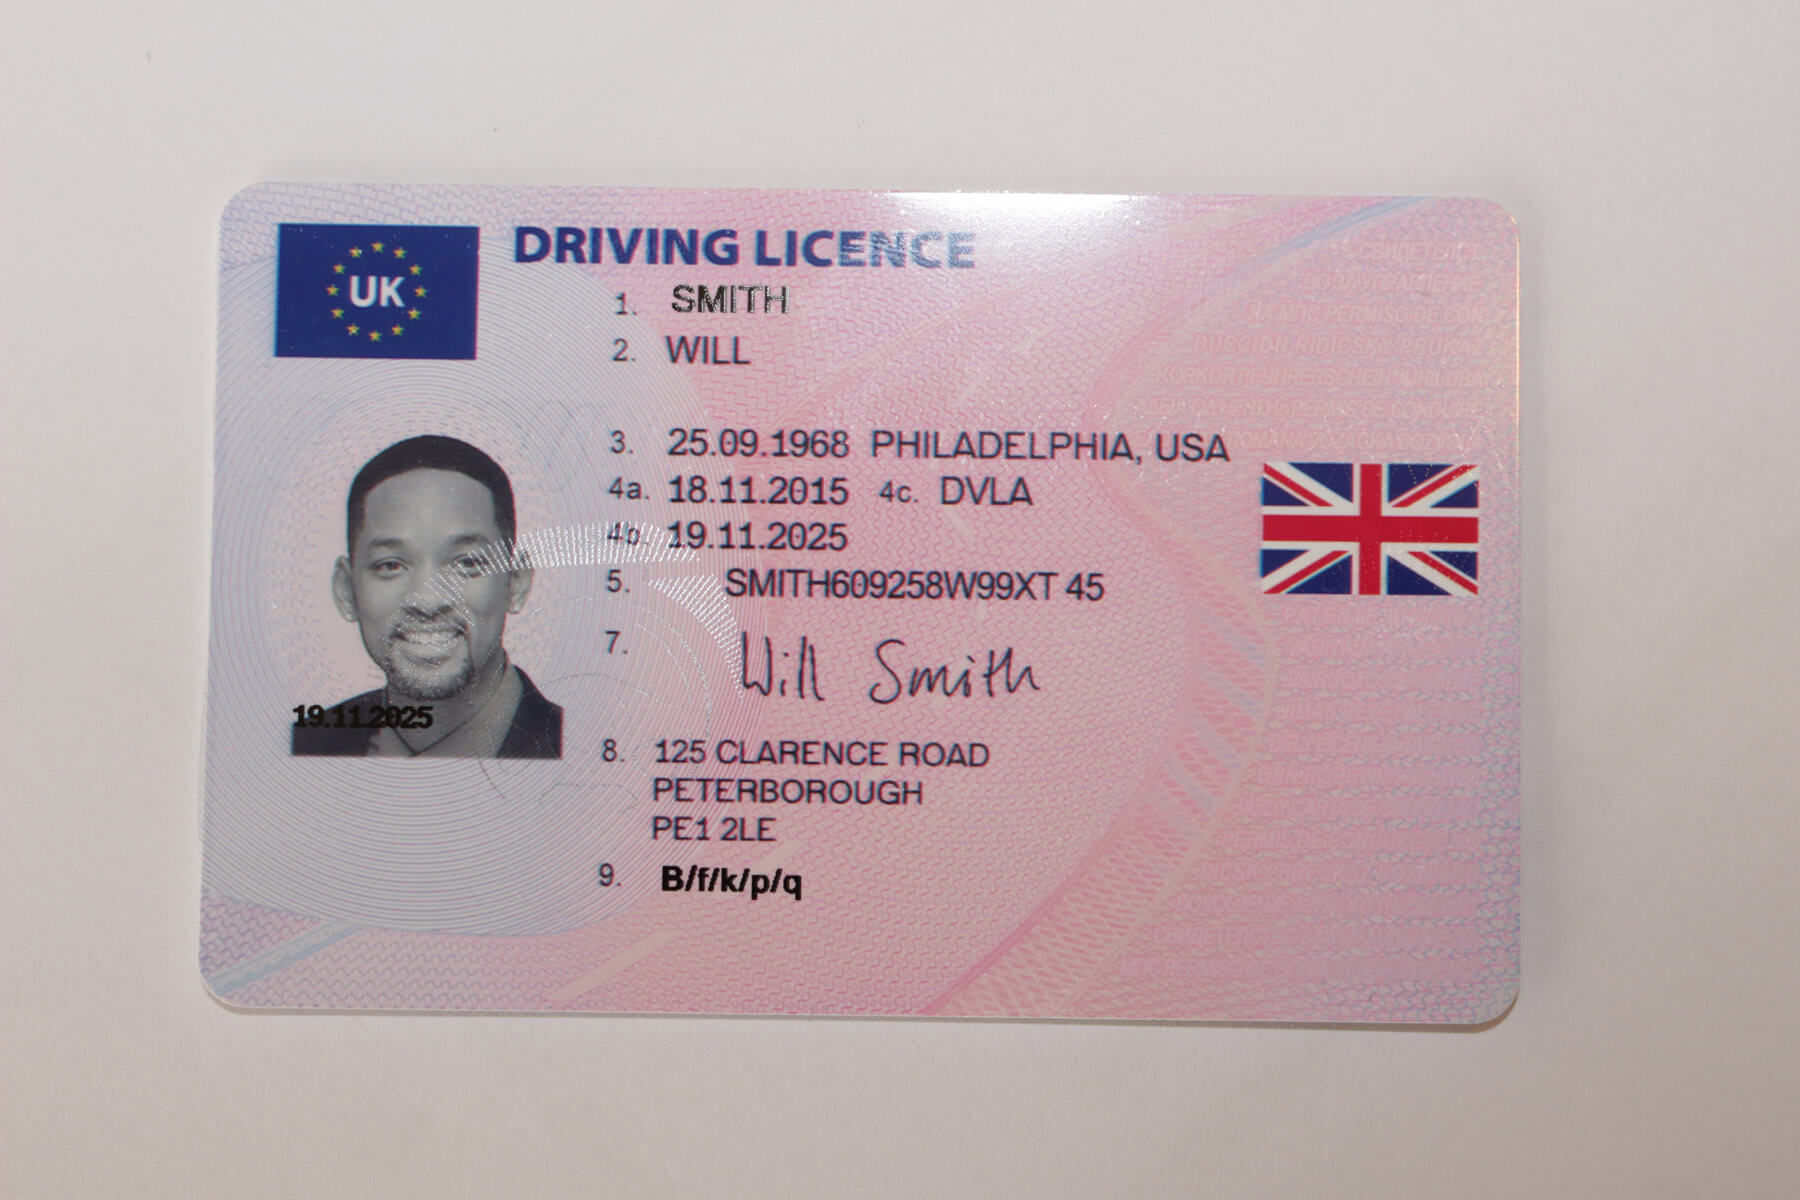 UK
DRIVING LICENCE
1. SMITH
2. WILL
3. 25.09.1968 PHILADELPHIA, USA
4a. 18.11.2015 4c. DVLA
4b. 19.11.2025
5. SMITH609258W99XT 45
7. Will Smith
19.11.2025
8. 125 CLARENCE ROAD
PETERBOROUGH
PE1 2LE
9. B/f/k/p/q